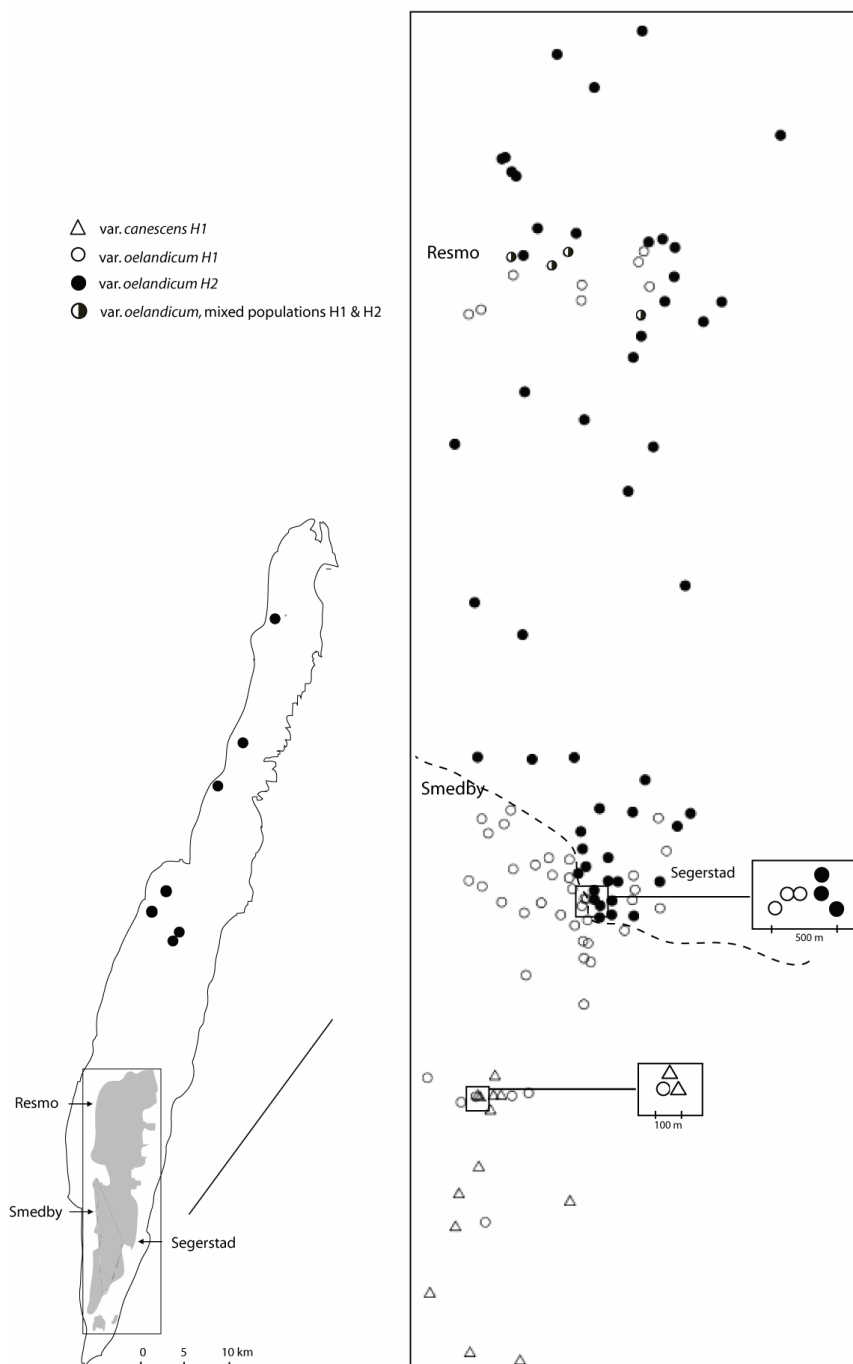 var. canescens H1
var. oelandicum H1
var. oelandicum H2
var. oelandicum, mixed populations H1 & H2
Resmo
Smedby
Segerstad
500 m
100 m
Resmo
Smedby
Segerstad
0 5 10 km